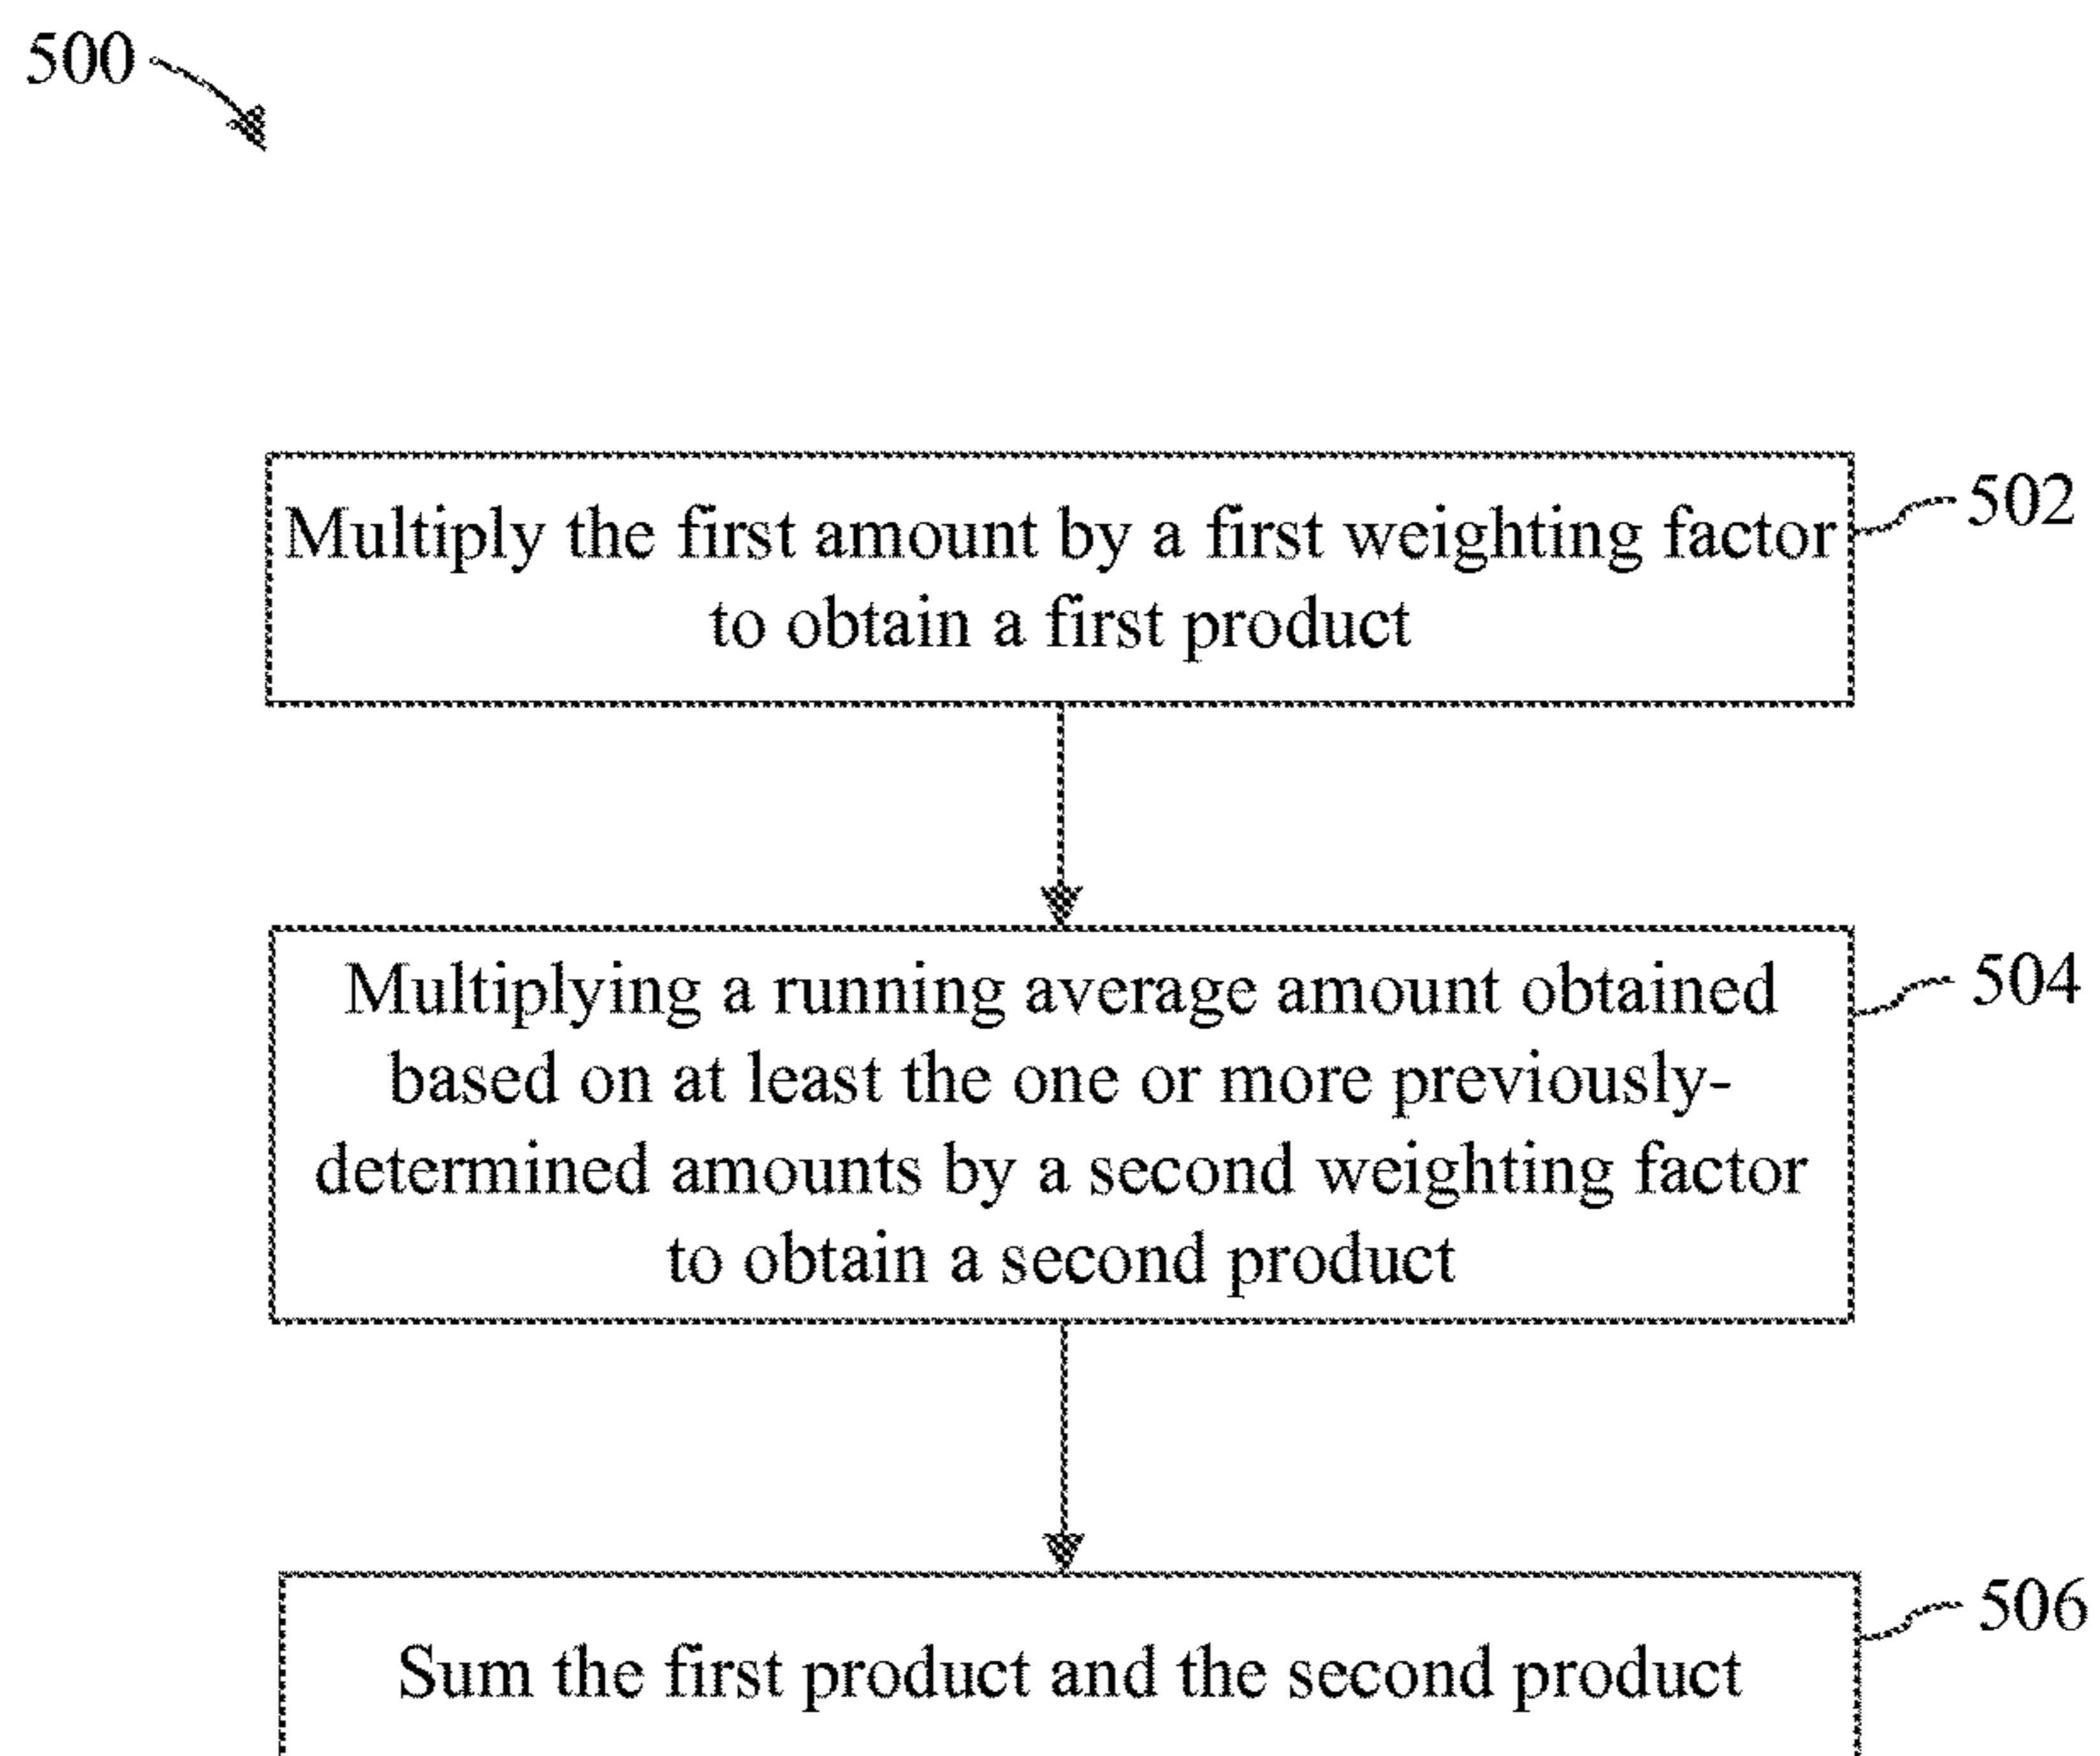 500
Multiply the first amount by a first weighting factor
to obtain a first product
502
Multiplying a running average amount obtained
based on at least the one or more previously-
determined amounts by a second weighting factor
to obtain a second product
504
Sum the first product and the second product
506